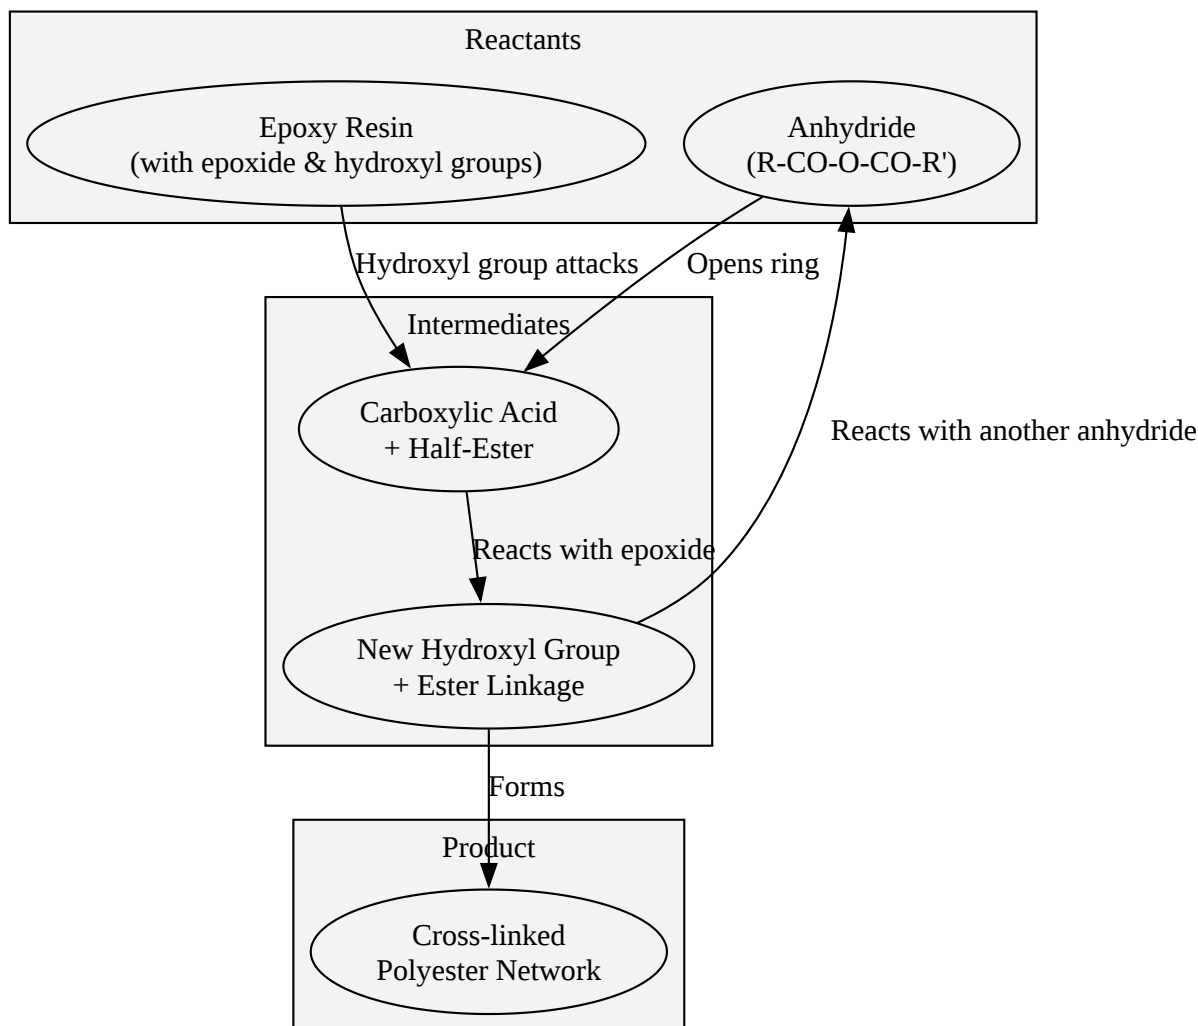 Reactants
Epoxy Resin
(with epoxide & hydroxyl groups)
Anhydride
(R-CO-O-CO-R')
Hydroxyl group attacks
Opens ring
Intermediates
Carboxylic Acid
+ Half-Ester
Reacts with another anhydride
Reacts with epoxide
New Hydroxyl Group
+ Ester Linkage
Forms
Product
Cross-linked
Polyester Network